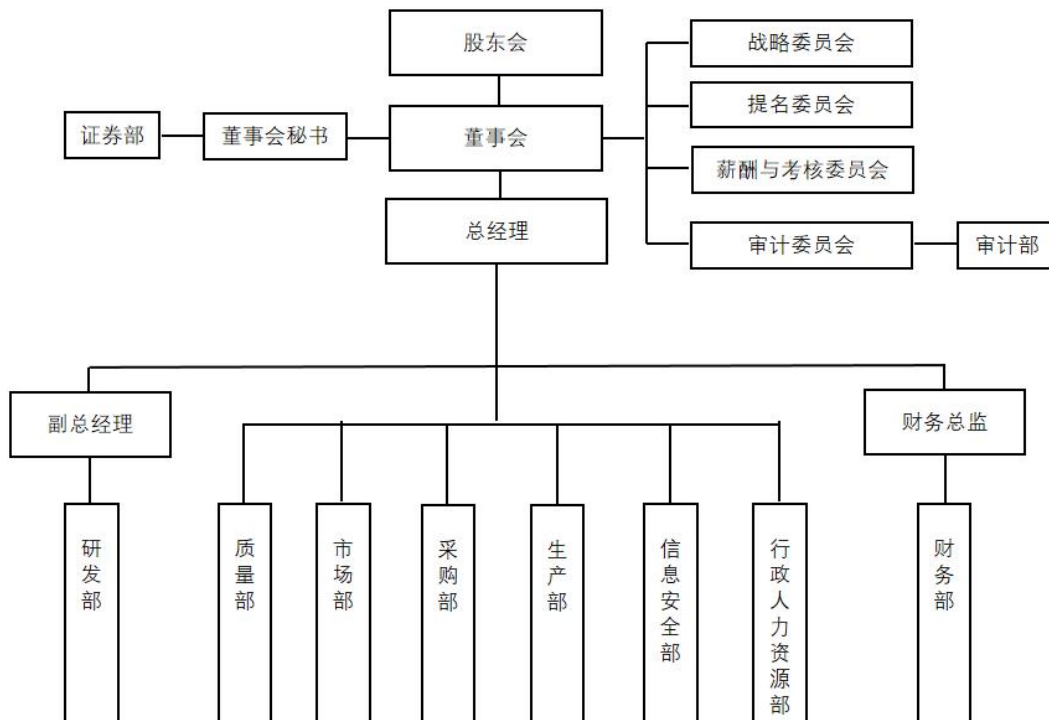 股东会
战略委员会
提名委员会
证券部
董事会秘书
董事会
薪酬与考核委员会
总经理
审计委员会
审计部
副总经理
财务总监
研发部
质量部
市场部
采购部
生产部
信息安全部
行政人力资源部
财务部